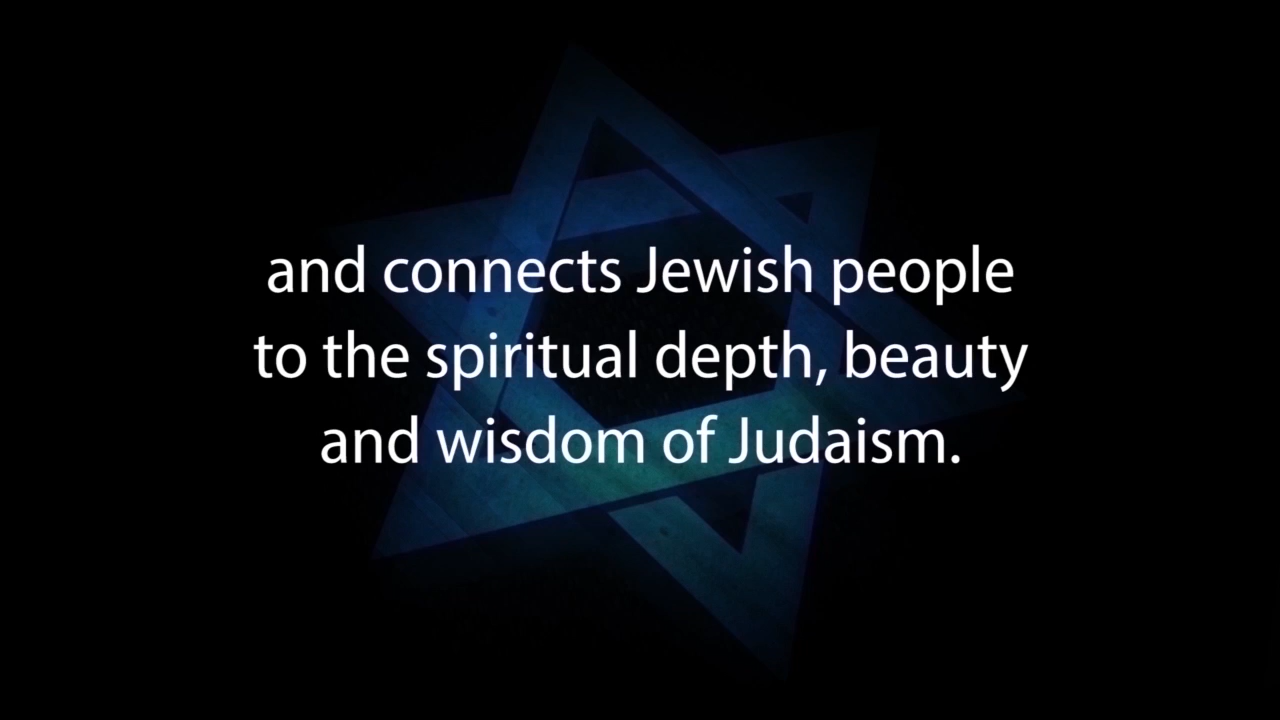 and connects Jewish people
to the spiritual depth, beauty
and wisdom of Judaism.